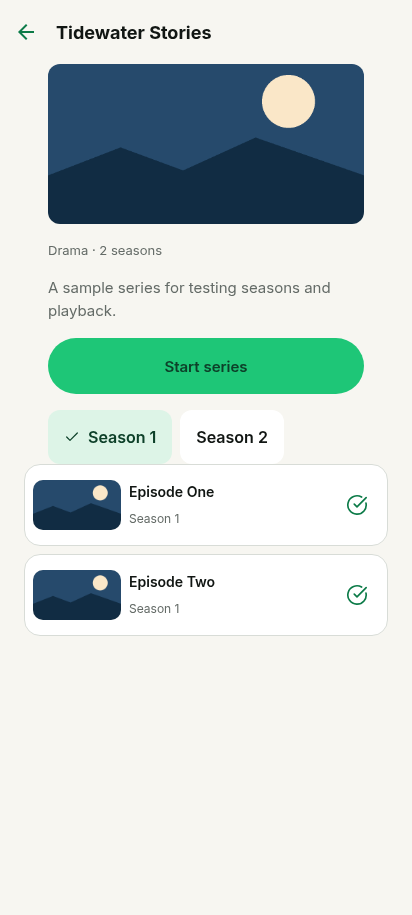 Tidewater Stories
Drama · 2 seasons
A sample series for testing seasons and
playback.
Start series
Season 1
Season 2
Episode One
Season 1
Episode Two
Season 1